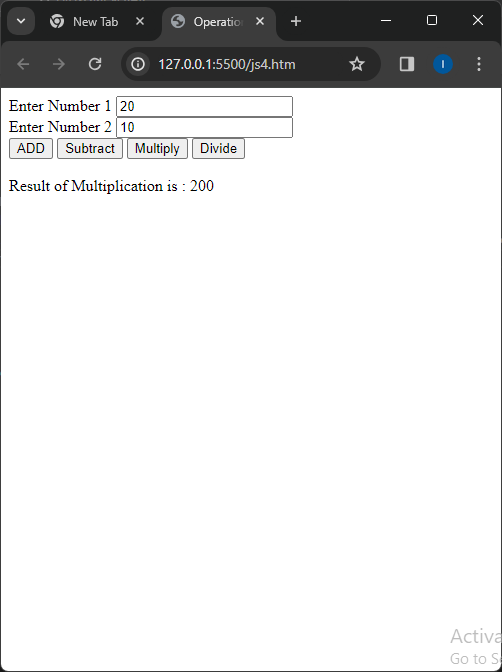 New Tab
Operation
127.0.0.1:5500/js4.htm
I
Enter Number 1 20
Enter Number 2 10
ADD Subtract Multiply Divide
Result of Multiplication is : 200
Activa
Go to S